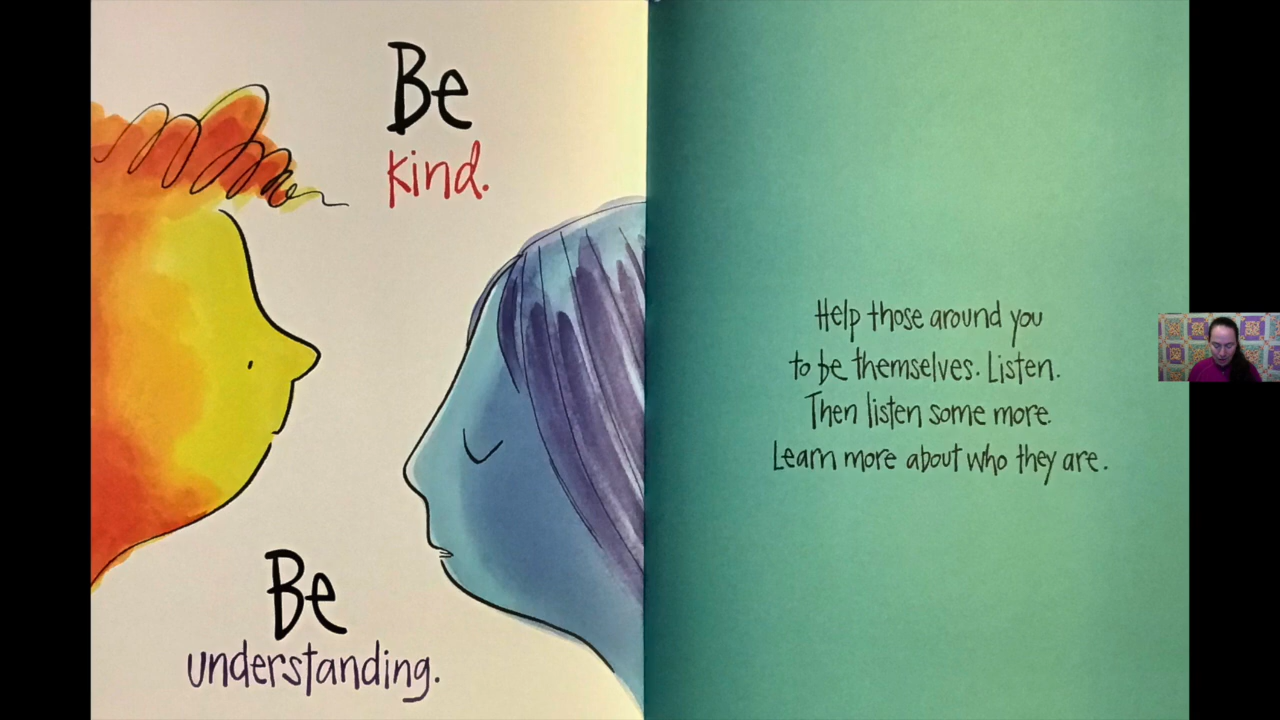 Be
kind.
Be
understanding.
Help those around you
to be themselves. Listen.
Then listen some more.
Learn more about who they are.